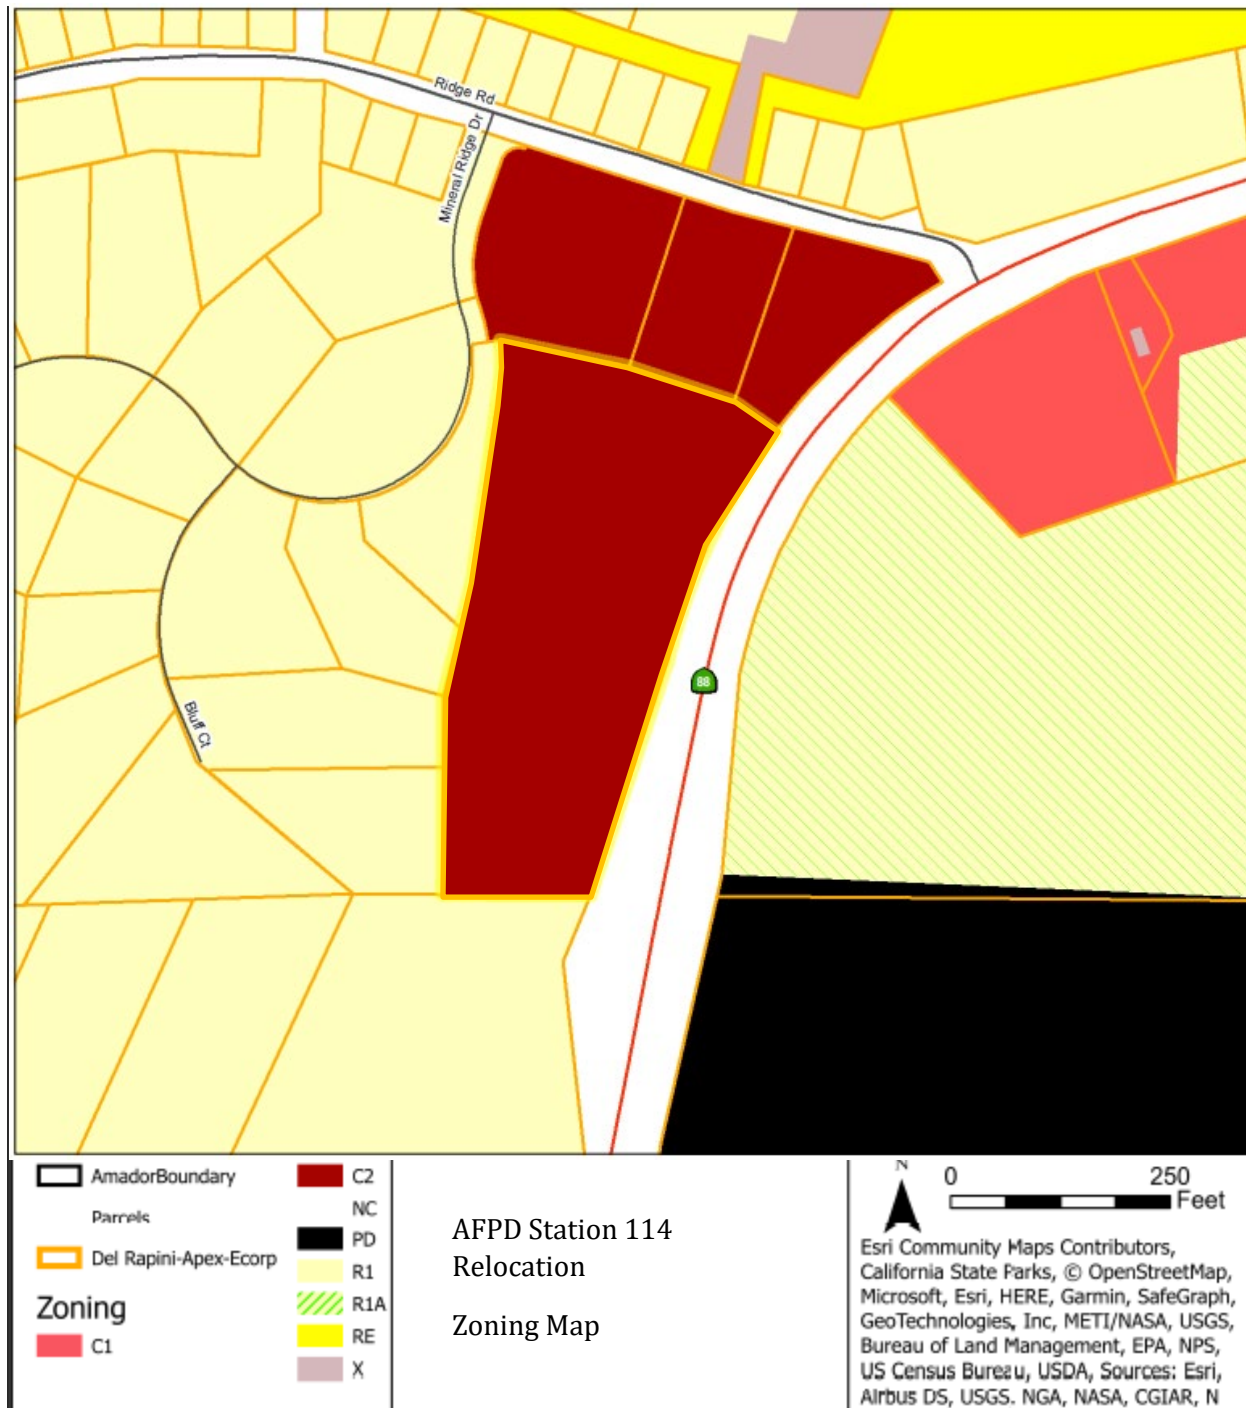 Ridge Rd
Mineral Ridge Dr
88
Bluff Ct
AmadorBoundary
Parcels
Del Rapini-Apex-Ecorp
Zoning
C1
C2
NC
PD
R1
R1A
RE
X
AFPD Station 114
Relocation
Zoning Map
N
0 250
Feet
Esri Community Maps Contributors,
California State Parks, © OpenStreetMap,
Microsoft, Esri, HERE, Garmin, SafeGraph,
GeoTechnologies, Inc, METI/NASA, USGS,
Bureau of Land Management, EPA, NPS,
US Census Bureau, USDA, Sources: Esri,
Airbus DS, USGS. NGA, NASA, CGIAR, N